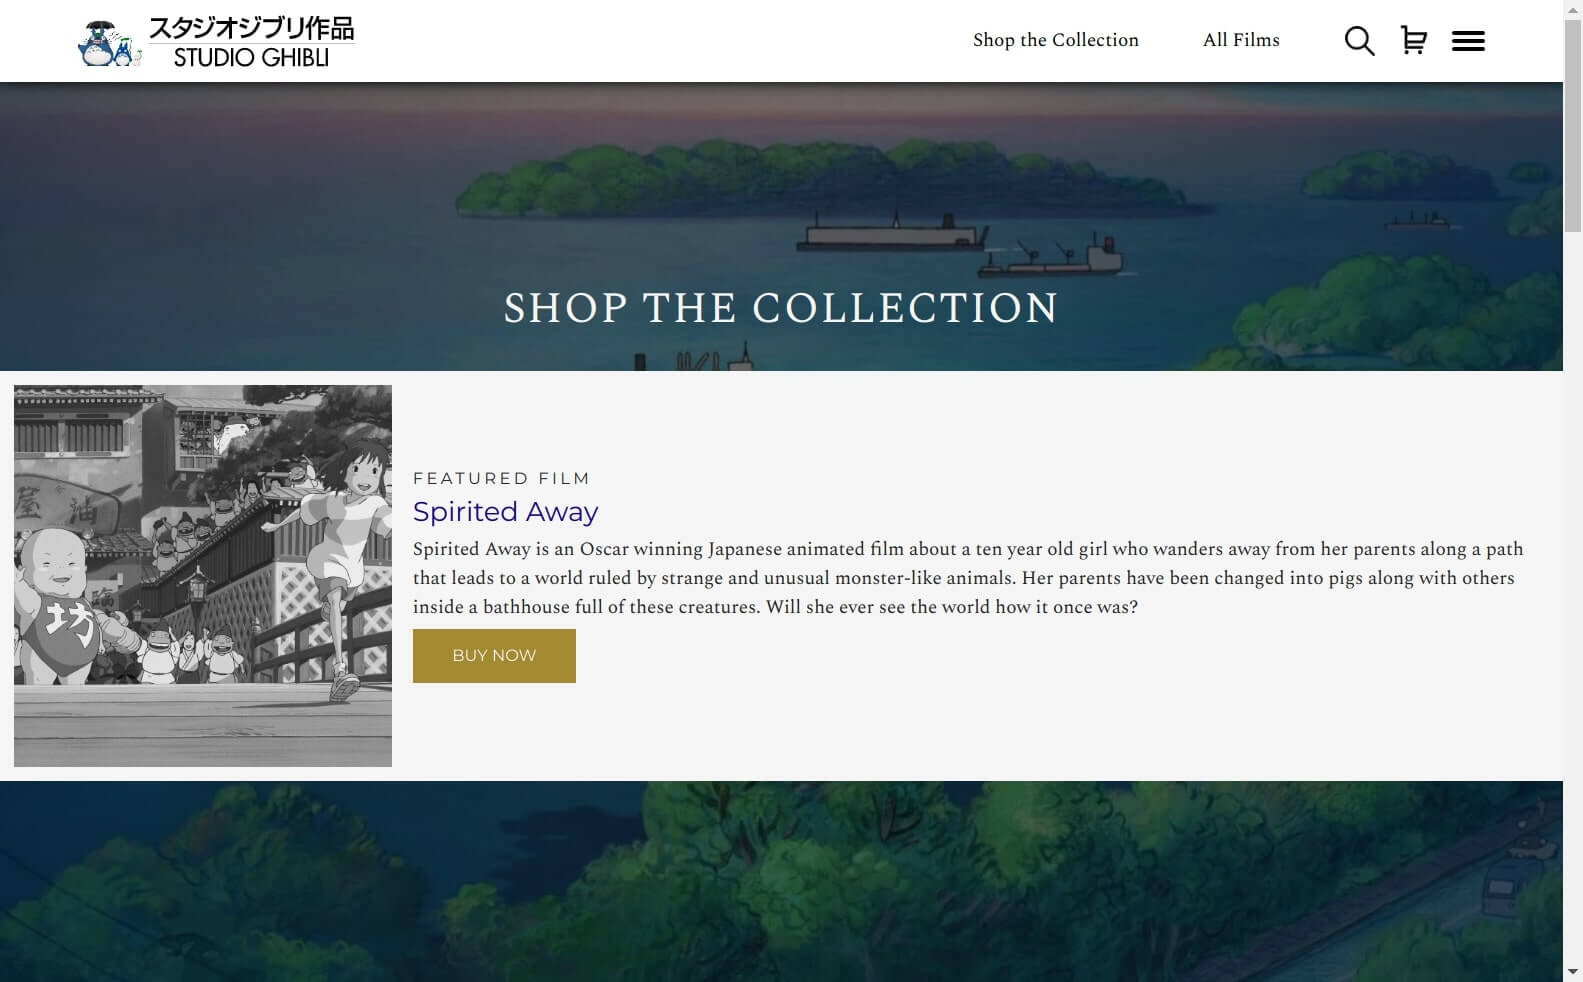 スタジオジブリ作品
STUDIO GHIBLI
Shop the Collection
All Films
SHOP THE COLLECTION
屋 油
坊
FEATURED FILM
Spirited Away
Spirited Away is an Oscar winning Japanese animated film about a ten year old girl who wanders away from her parents along a path
that leads to a world ruled by strange and unusual monster-like animals. Her parents have been changed into pigs along with others
inside a bathhouse full of these creatures. Will she ever see the world how it once was?
BUY NOW